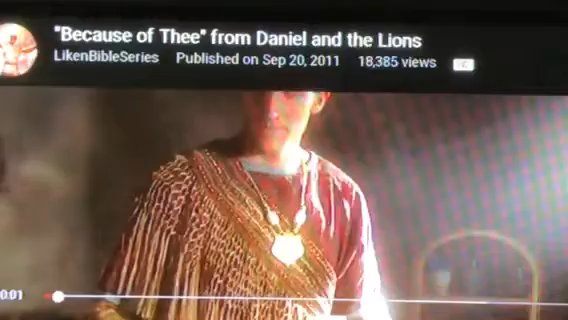 "Because of Thee" from Daniel and the Lions
LikenBibleSeries Published on Sep 20, 2011 18,385 views
0:01